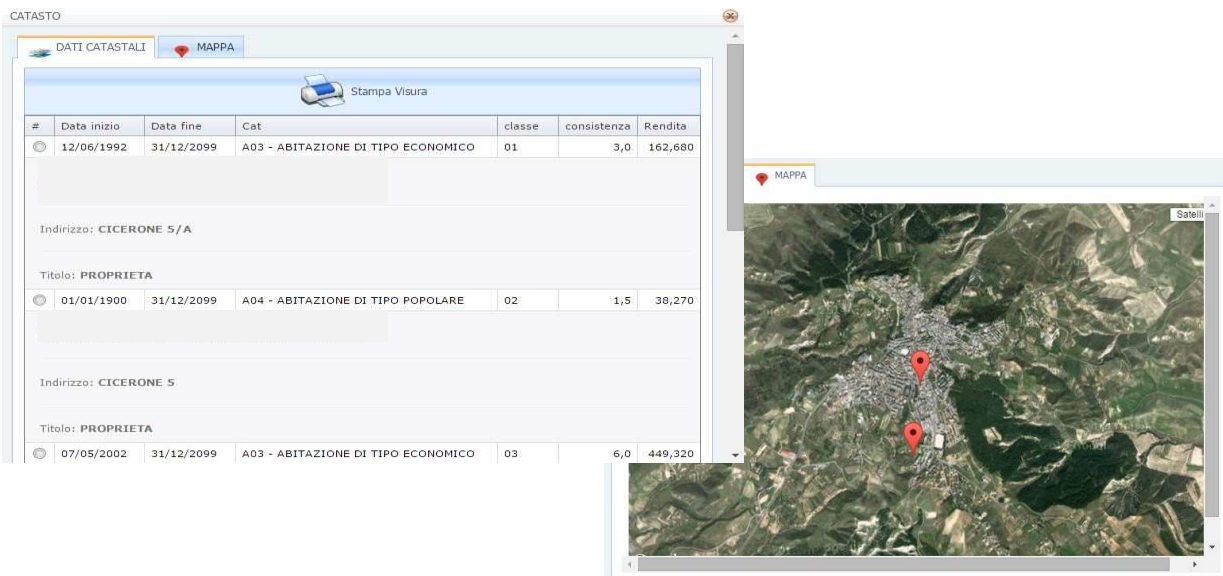 CATASTO
DATI CATASTALI MAPPA
Stampa Visura
# Data inizio Data fine Cat classe consistenza Rendita
12/06/1992 31/12/2099 A03 - ABITAZIONE DI TIPO ECONOMICO 01 3,0 162,680
Indirizzo: CICERONE 5/A
Titolo: PROPRIETA
01/01/1900 31/12/2099 A04 - ABITAZIONE DI TIPO POPOLARE 02 1,5 38,270
Indirizzo: CICERONE 5
Titolo: PROPRIETA
07/05/2002 31/12/2099 A03 - ABITAZIONE DI TIPO ECONOMICO 03 6,0 449,320
MAPPA
Satelli